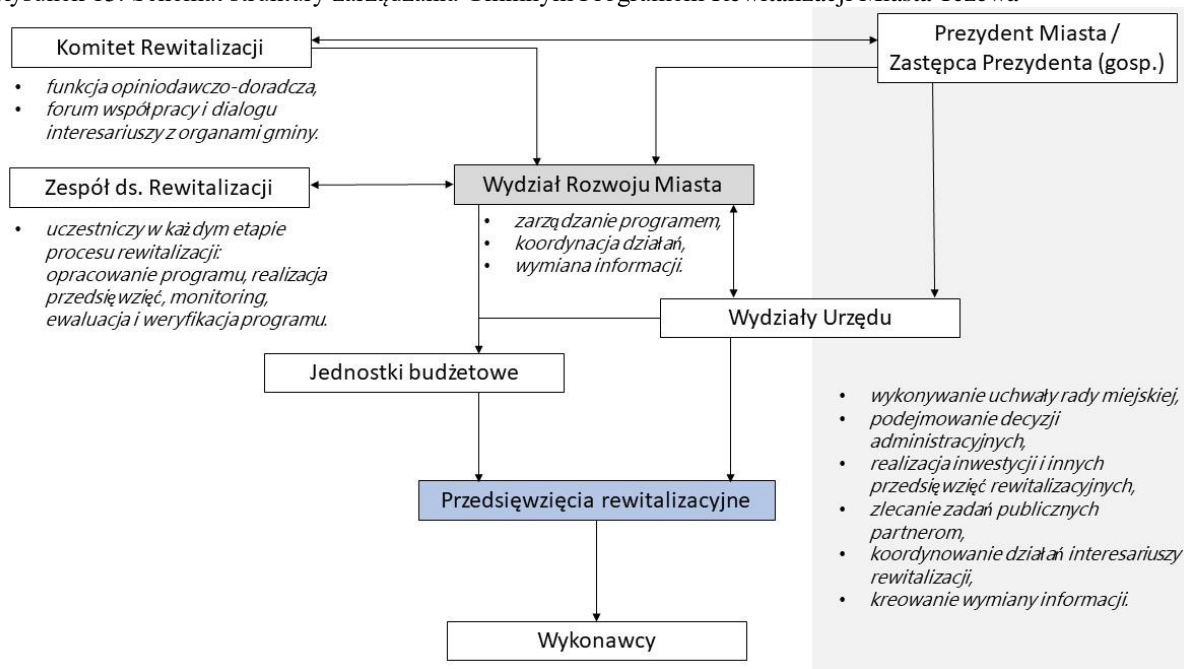 Prezydent Miasta /
Zastępca Prezydenta (gosp.)
Komitet Rewitalizacji
• funkcja opiniodawczo-doradcza,
• forum współpracy i dialogu
interesariuszy z organami gminy.
Zespół ds. Rewitalizacji
• uczestniczy w każdym etapie
procesu rewitalizacji:
opracowanie programu, realizacja
przedsięwzięć, monitoring,
ewaluacja i weryfikacja programu.
Wydział Rozwoju Miasta
• zarządzanie programem,
• koordynacja działań,
• wymiana informacji.
Wydziały Urzędu
Jednostki budżetowe
• wykonywanie uchwały rady miejskiej,
• podejmowanie decyzji
administracyjnych,
• realizacja inwestycji i innych
przedsięwzięć rewitalizacyjnych,
• zlecanie zadań publicznych
partnerom,
• koordynowanie działań interesariuszy
rewitalizacji,
• kreowanie wymiany informacji.
Przedsięwzięcia rewitalizacyjne
Wykonawcy